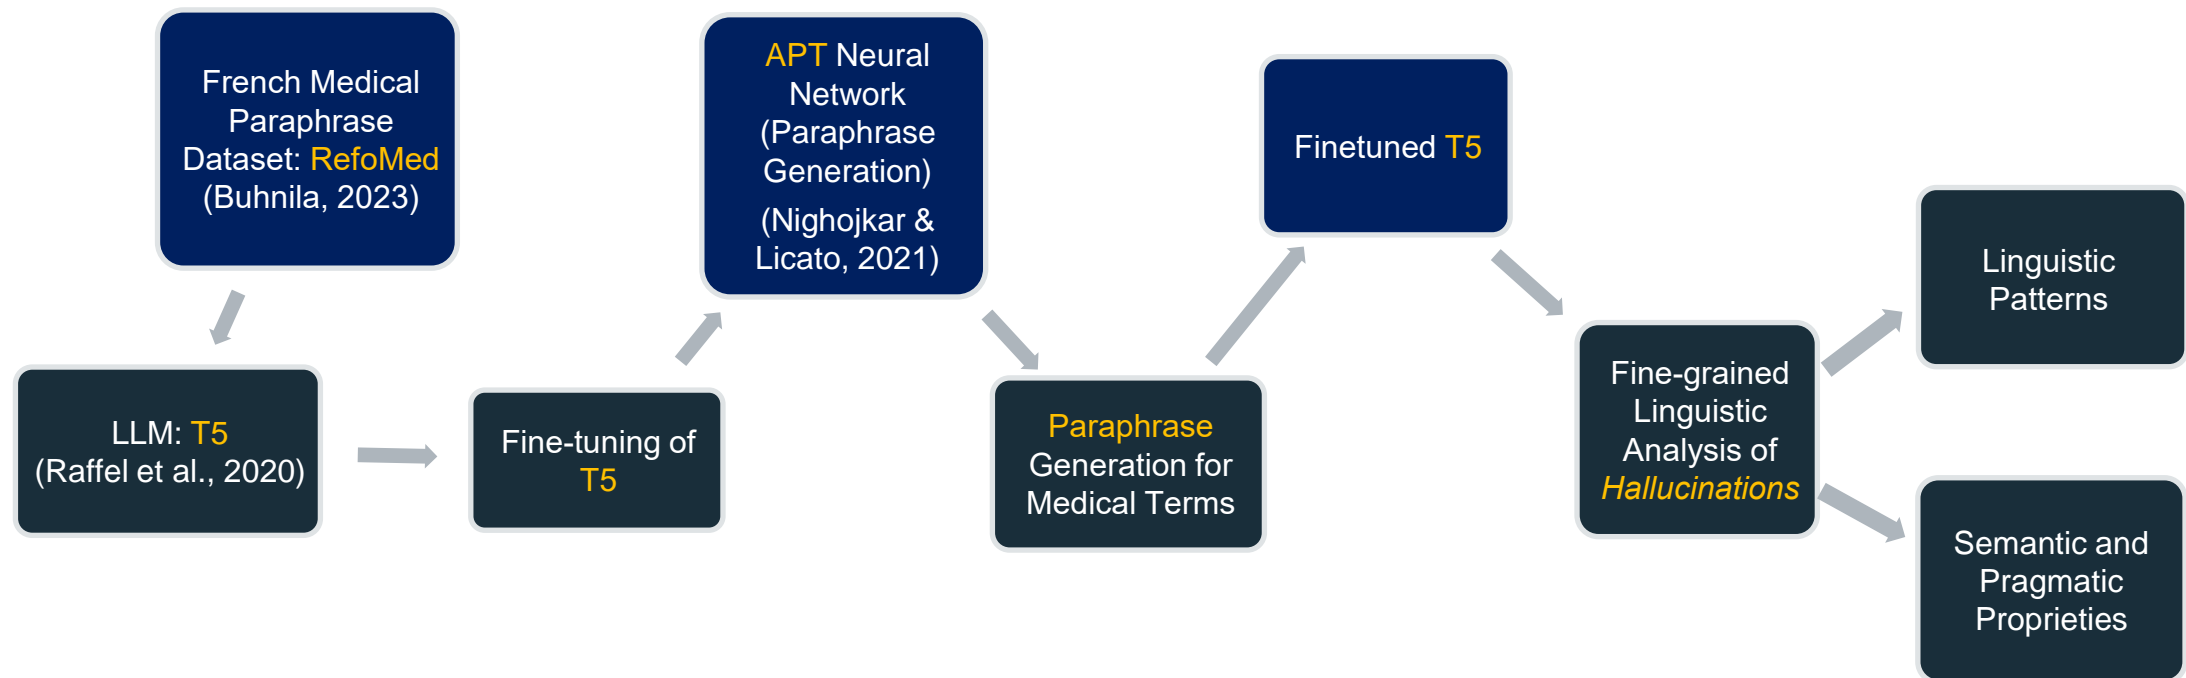 French Medical
Paraphrase
Dataset: RefoMed
(Buhnila, 2023)
LLM: T5
(Raffel et al., 2020)
Fine-tuning of
T5
APT Neural
Network
(Paraphrase
Generation)
(Nighojkar &
Licato, 2021)
Paraphrase
Generation for
Medical Terms
Finetuned T5
Fine-grained
Linguistic
Analysis of
Hallucinations
Linguistic
Patterns
Semantic and
Pragmatic
Proprieties